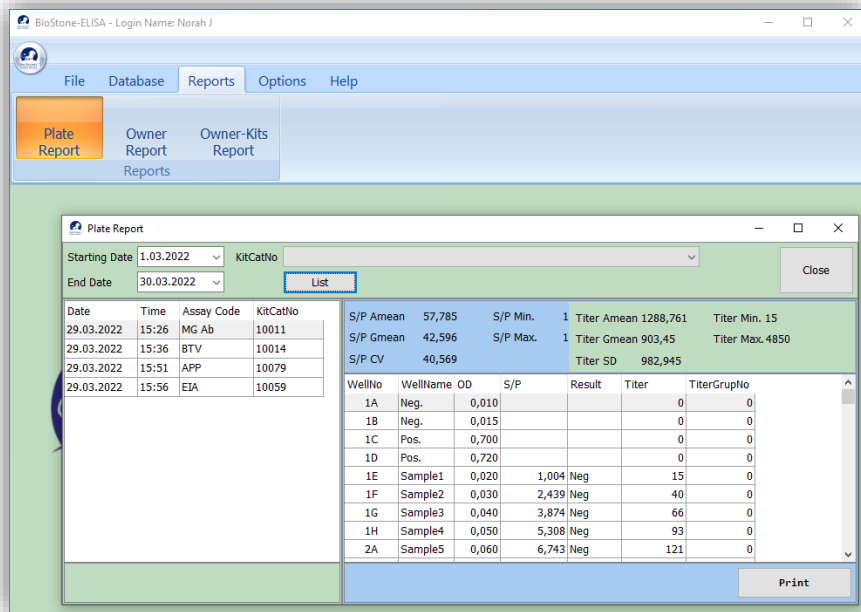 BioStone-ELISA - Login Name: Norah J
File Database Reports Options Help
Plate Report
Owner Report
Owner-Kits Report
Reports
Plate Report
Starting Date 1.03.2022 KitCatNo
End Date 30.03.2022 List
Close
Date Time Assay Code KitCatNo
29.03.2022 15:26 MG Ab 10011
29.03.2022 15:36 BTV 10014
29.03.2022 15:51 APP 10079
29.03.2022 15:56 EIA 10059
S/P Amean 57,785 S/P Min. 1 Titer Amean 1288,761 Titer Min. 15
S/P Gmean 42,596 S/P Max. 1 Titer Gmean 903,45 Titer Max. 4850
S/P CV 40,569 Titer SD 982,945
WellNo WellName OD S/P Result Titer TiterGrupNo
1A Neg. 0,010 0 0
1B Neg. 0,015 0 0
1C Pos. 0,700 0 0
1D Pos. 0,720 0 0
1E Sample1 0,020 1,004 Neg 15 0
1F Sample2 0,030 2,439 Neg 40 0
1G Sample3 0,040 3,874 Neg 66 0
1H Sample4 0,050 5,308 Neg 93 0
2A Sample5 0,060 6,743 Neg 121 0
Print